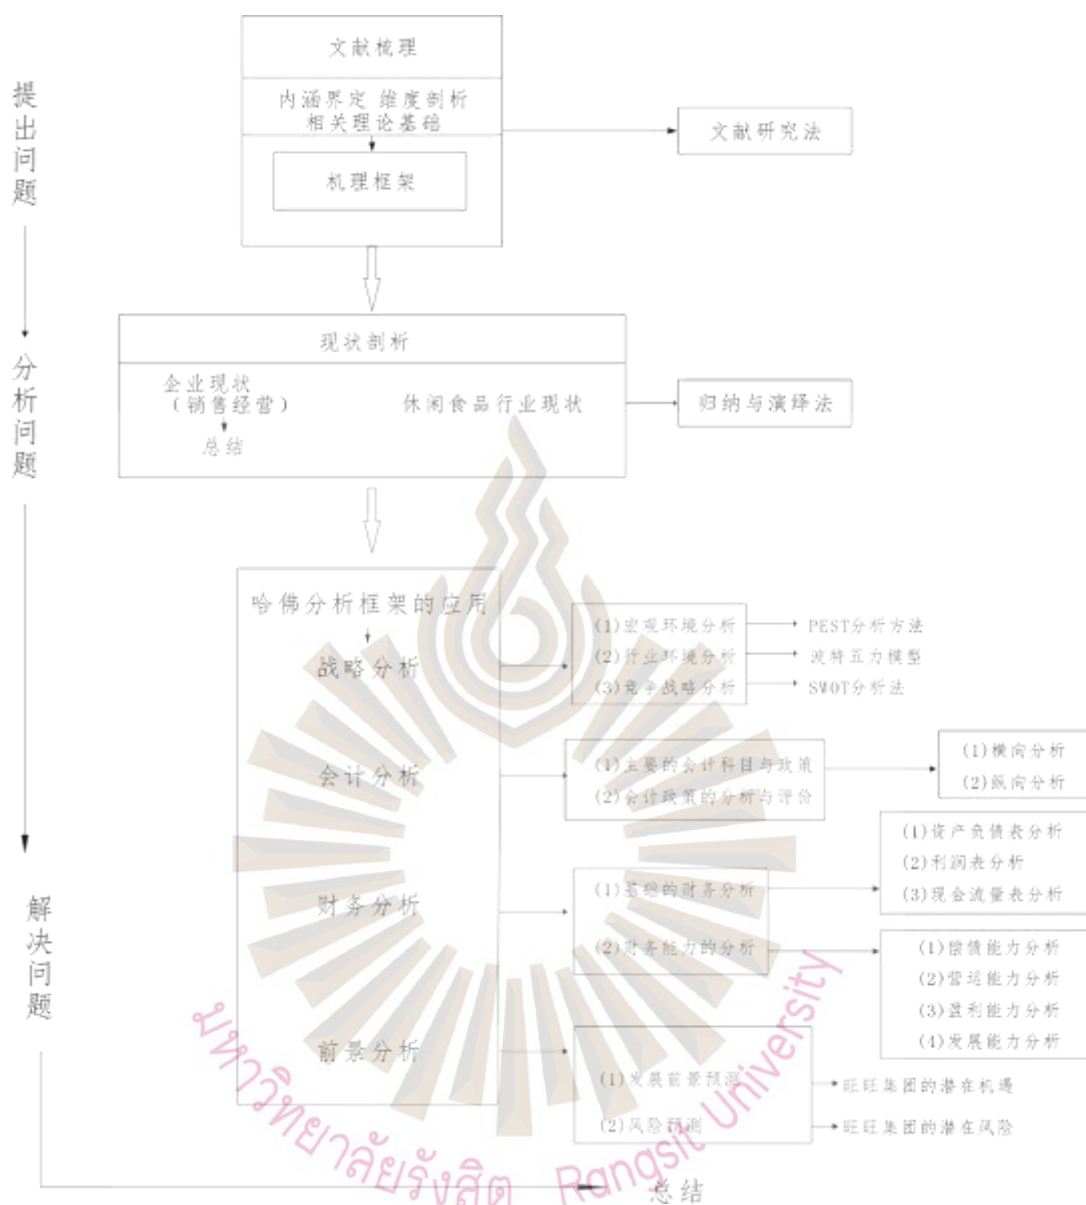 提出问题
文献梳理
内涵界定 维度剖析
相关理论基础
机理框架
文献研究法
分析问题
现状剖析
企业现状
（销售经营）
总结
休闲食品行业现状
归纳与演绎法
解决问题
哈佛分析框架的应用
战略分析
(1)宏观环境分析
PEST分析方法
(2)行业环境分析
波特五力模型
(3)竞争战略分析
SWOT分析法
会计分析
(1)主要的会计科目与政策
(2)会计政策的分析与评价
(1)横向分析
(2)纵向分析
财务分析
(1)基础的财务分析
(2)财务能力的分析
(1)资产负债表分析
(2)利润表分析
(3)现金流量表分析
(1)偿债能力分析
(2)营运能力分析
(3)盈利能力分析
(4)发展能力分析
前景分析
(1)发展前景预测
旺旺集团的潜在机遇
(2)风险预测
旺旺集团的潜在风险
总结
มหาวิทยาลัยรังสิต Rangsit University